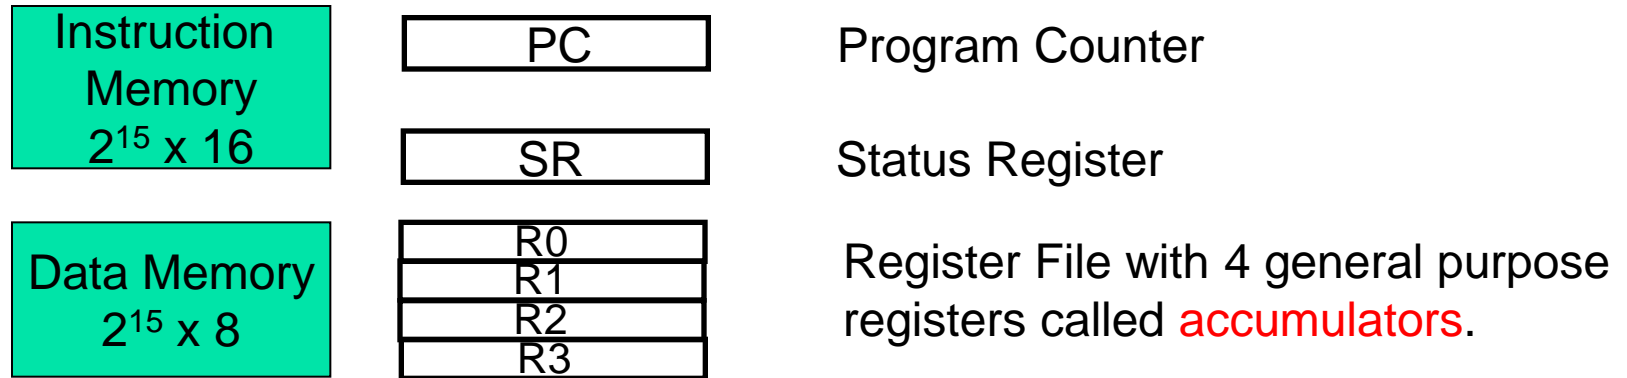 Instruction
Memory
2¹⁵ x 16
PC
Program Counter
SR
Status Register
Data Memory
2¹⁵ x 8
R0
R1
R2
R3
Register File with 4 general purpose
registers called accumulators.